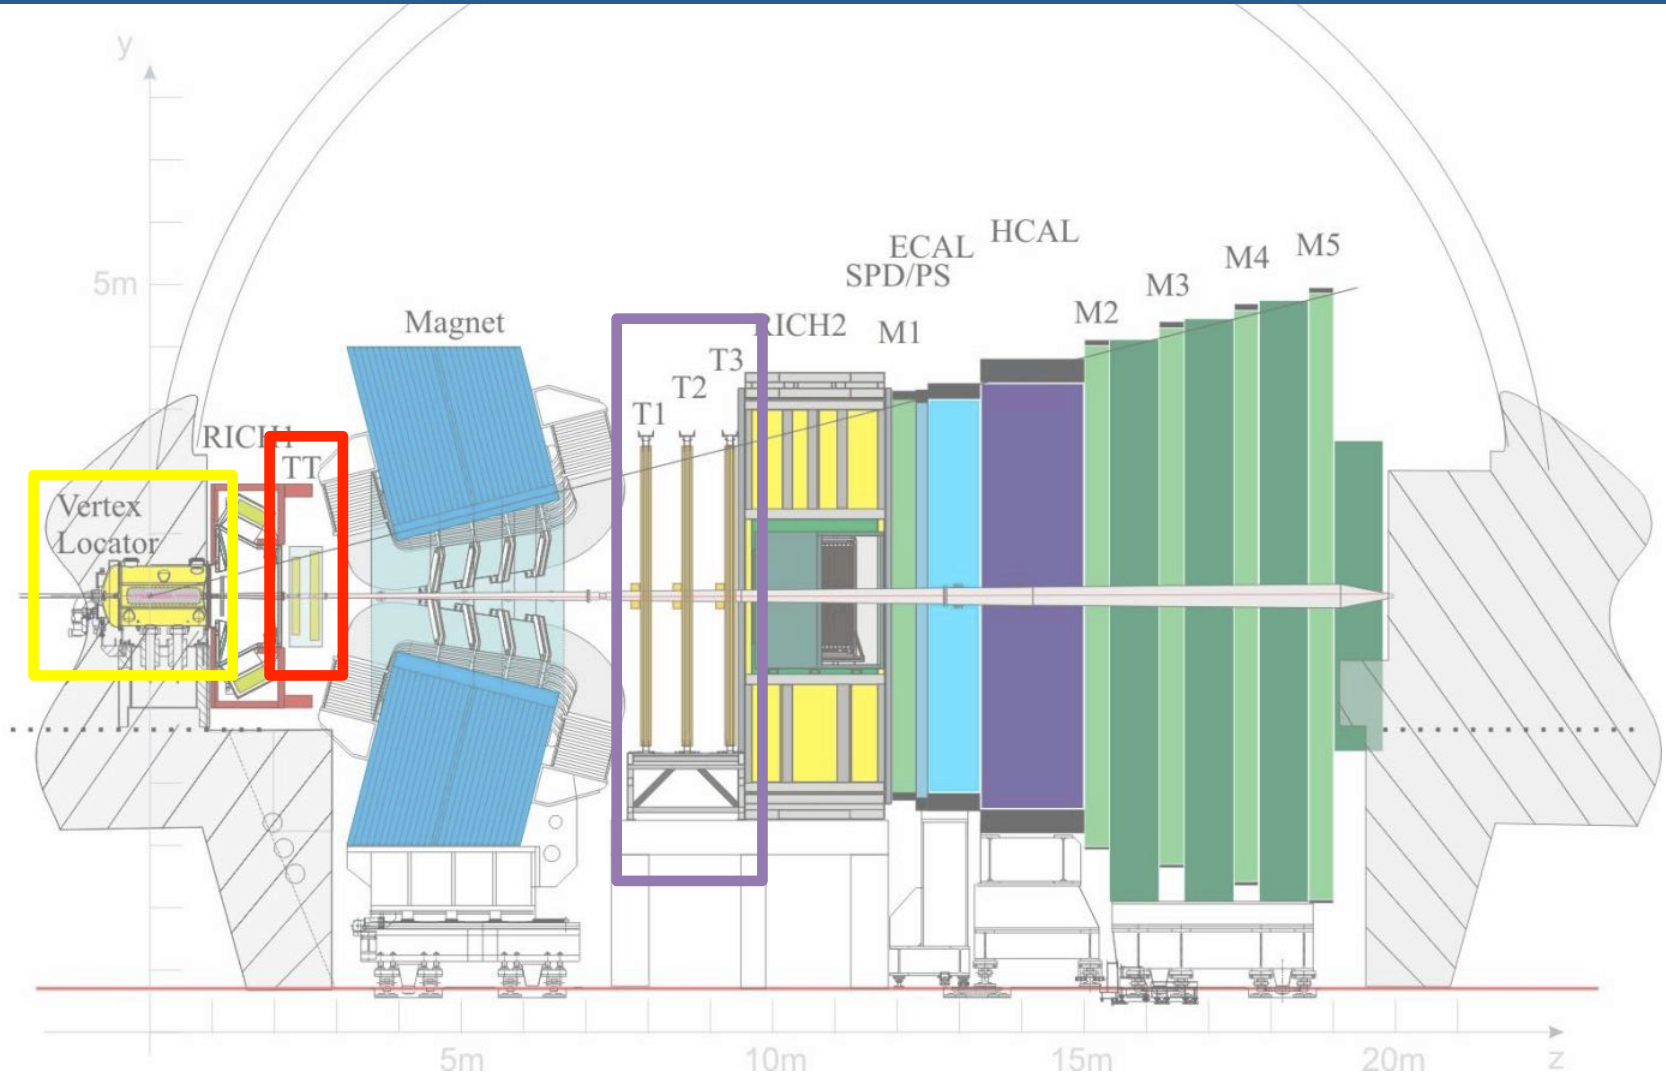 y
HCAL
ECAL
M5
M4
SPD/PS
M3
5m
M2
Magnet
RICH2
M1
T3
T2
T1
RICH1
TT
Vertex
Locator
5m
10m
15m
20m
z